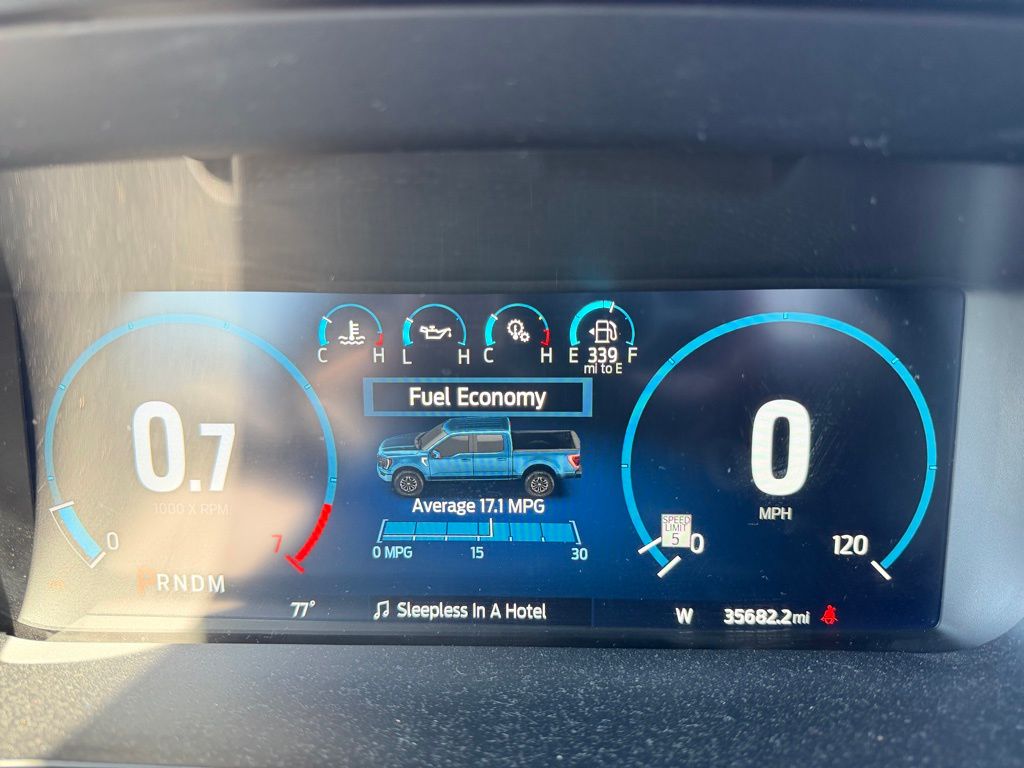 C H
L H
C H
E 339 F
mi to E
Fuel Economy
0.7
1000 X RPM
0 7
PRNDM
Average 17.1 MPG
0 MPG 15 30
0
MPH
SPEED
LIMIT
5
0 120
77°
Sleepless In A Hotel
W 35682.2mi